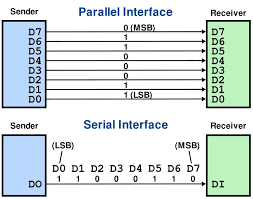 Sender Parallel Interface Receiver
D7 0 (MSB) D7
D6 1 D6
D5 1 D5
D4 0 D4
D3 0 D3
D2 0 D2
D1 1 D1
D0 1 (LSB) D0
Sender Serial Interface Receiver
(LSB) (MSB)
D0 D1 D2 D3 D4 D5 D6 D7
DO 1 1 0 0 0 1 1 0 DI